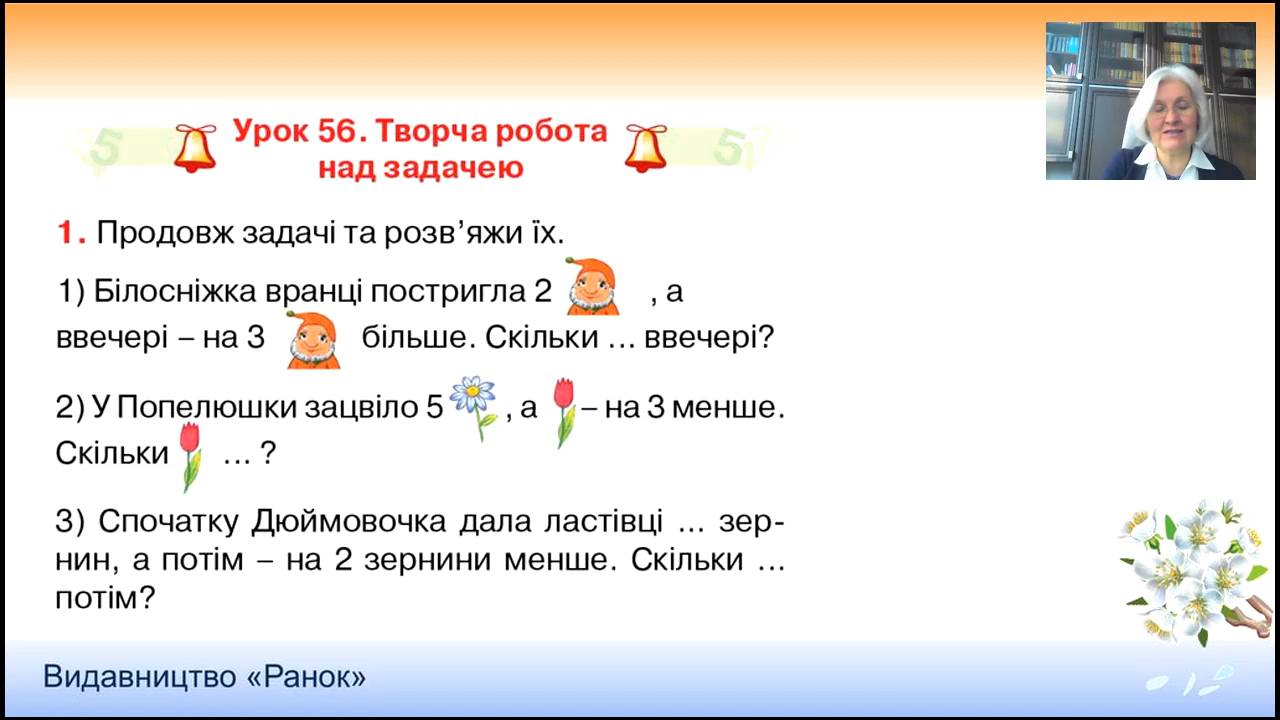 5
5
Урок 56. Творча робота
над задачею
1. Продовж задачі та розв’яжи їх.
1) Білосніжка вранці постригла 2 , а
ввечері – на 3 більше. Скільки ... ввечері?
2) У Попелюшки зацвіло 5 , а – на 3 менше.
Скільки ... ?
3) Спочатку Дюймовочка дала ластівці ... зер-
нин, а потім – на 2 зернини менше. Скільки ...
потім?
Видавництво «Ранок»